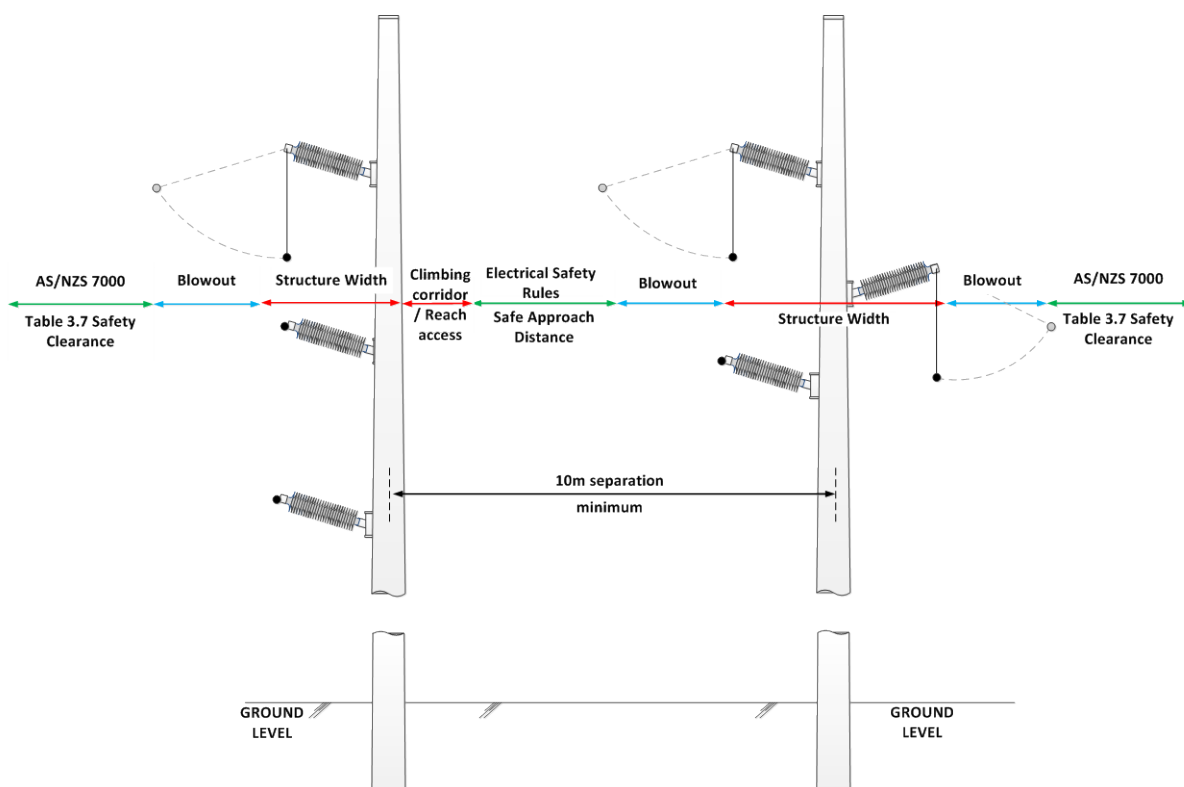 AS/NZS 7000
Table 3.7 Safety
Clearance
Blowout
Structure Width
Climbing
corridor
/ Reach
access
Electrical Safety
Rules
Safe Approach
Distance
Blowout
Structure Width
Blowout
AS/NZS 7000
Table 3.7 Safety
Clearance
10m separation
minimum
GROUND
LEVEL
GROUND
LEVEL